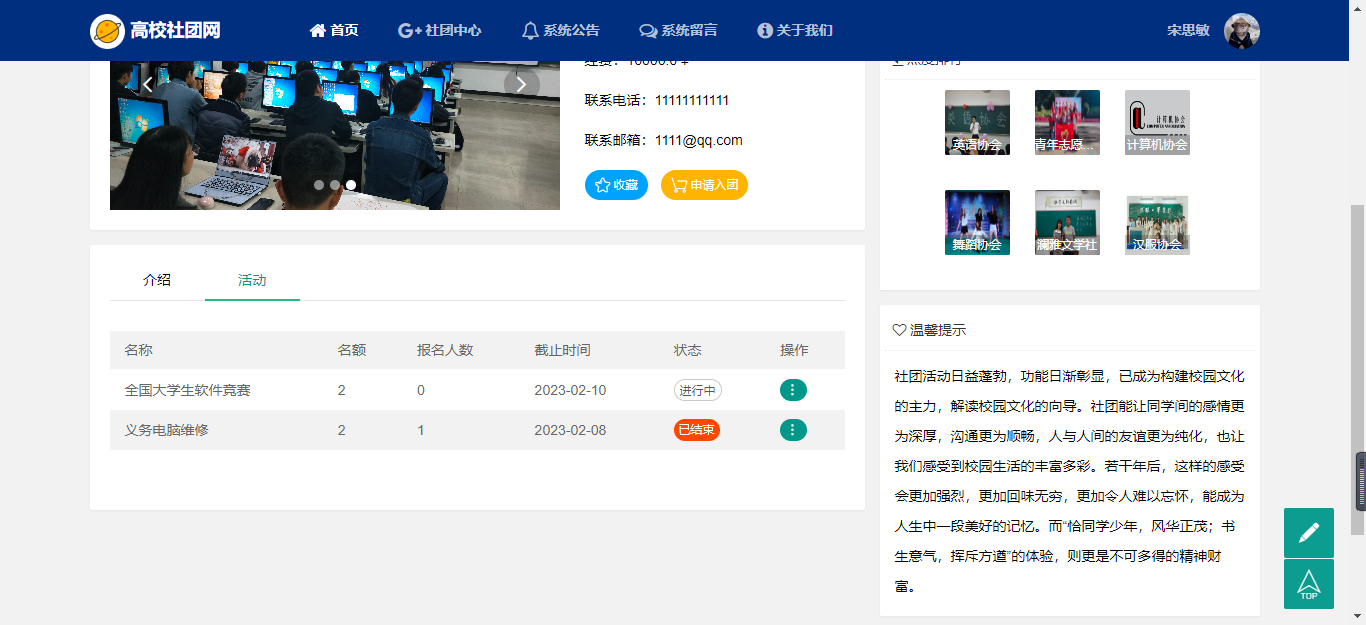 高校社团网
首页
社团中心
系统公告
系统留言
关于我们
宋思敏
联系电话：11111111111
联系邮箱：1111@qq.com
收藏
申请入团
英语协会
青年志愿...
计算机协会
计算机协会
COMPUTER ASSOCIATION
舞蹈协会
澜雅文学社
汉服协会
介绍
活动
名称 名额 报名人数 截止时间 状态 操作
全国大学生软件竞赛 2 0 2023-02-10 进行中
义务电脑维修 2 1 2023-02-08 已结束
温馨提示
社团活动日益蓬勃，功能日渐彰显，已成为构建校园文化
的主力，解读校园文化的向导。社团能让同学间的感情更
为深厚，沟通更为顺畅，人与人间的友谊更为纯化，也让
我们感受到校园生活的丰富多彩。若干年后，这样的感受
会更加强烈，更加回味无穷，更加令人难以忘怀，能成为
人生中一段美好的记忆。而“恰同学少年，风华正茂；书
生意气，挥斥方遒”的体验，则更是不可多得的精神财
富。
TOP